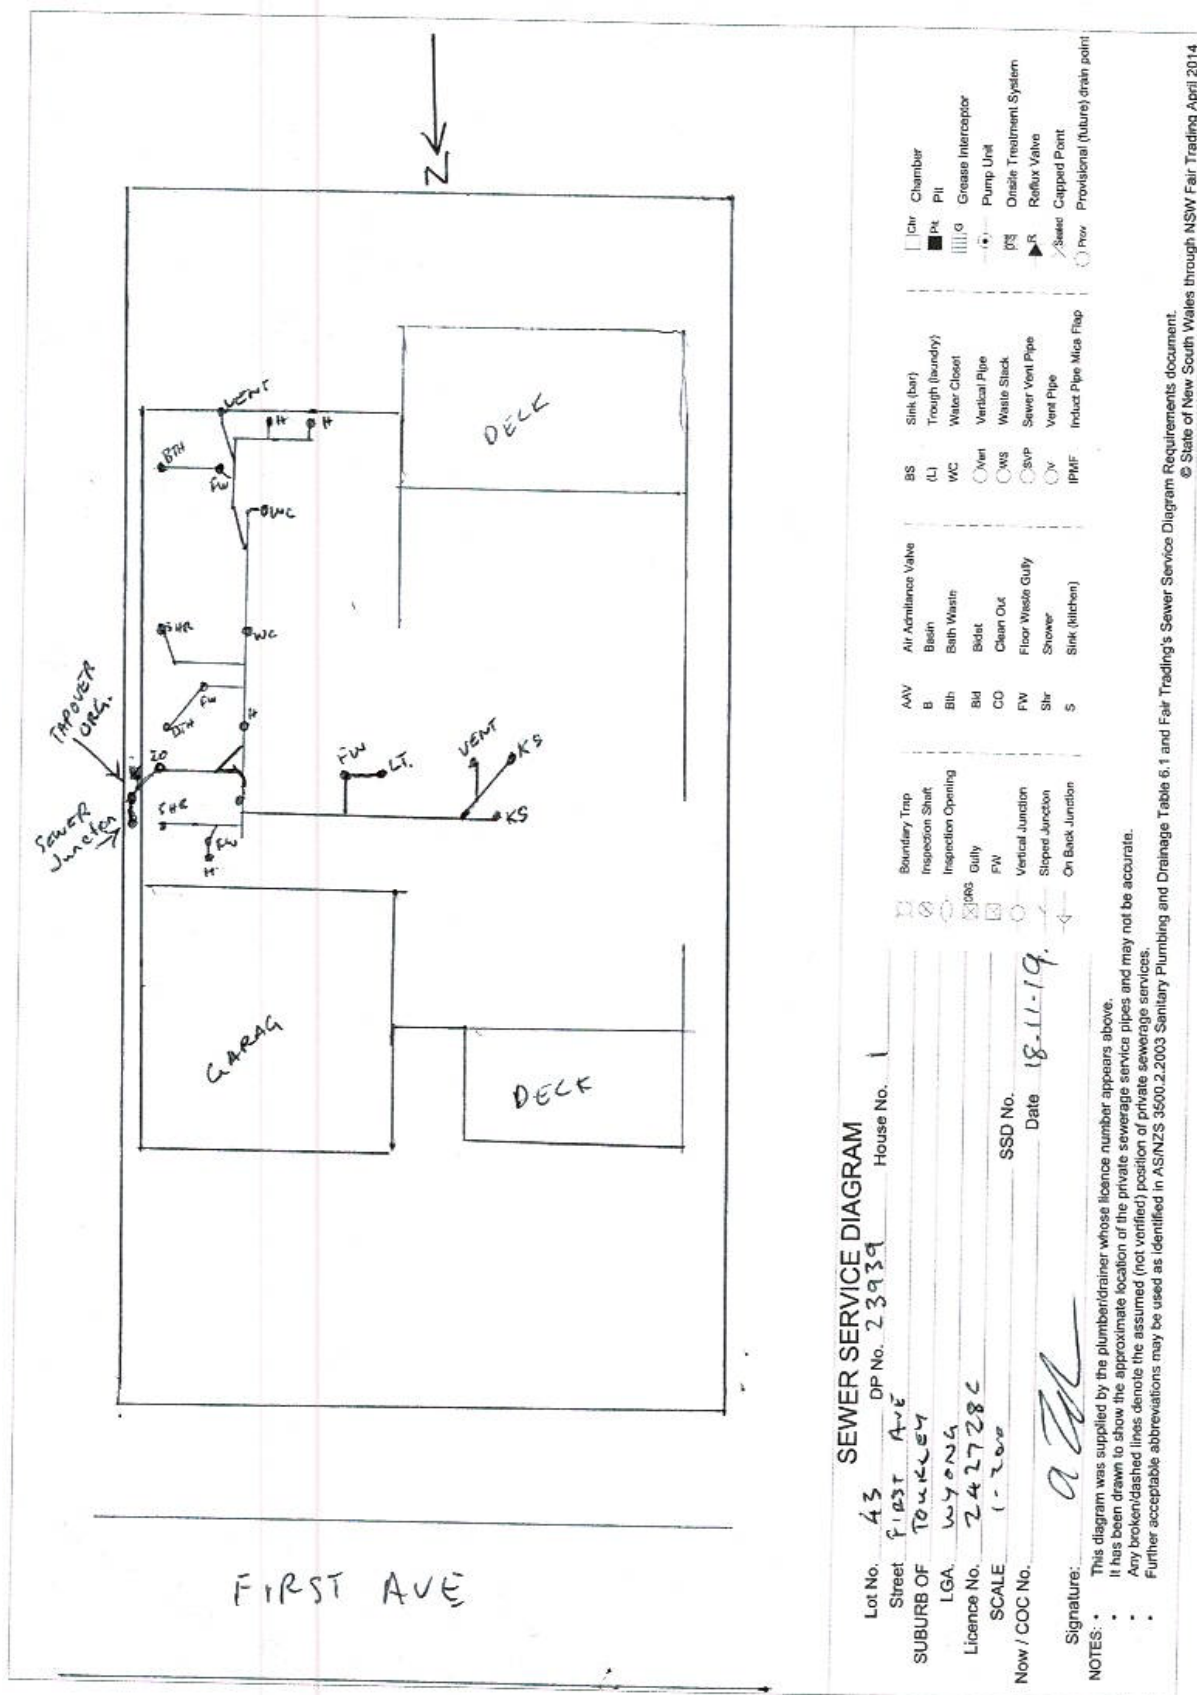 N
TAPOVER
ORG.
SEWER
Junction
IO
SHR
FW
H
BTH
FW
SHR
WC
H
BTH
FW
VENT
H
H
WC
FW
LT.
VENT
KS
KS
GARAG
DECK
DECK
FIRST AVE
SEWER SERVICE DIAGRAM
Lot No. 43 DP No. 23939 House No. 1
Street FIRST AVE
SUBURB OF TOUKLEY
LGA. WYONG
Licence No. 242728C
SCALE 1-200 SSD No.
Now / COC No. Date 18-11-19.
Signature:
Boundary Trap
Inspection Shaft
Inspection Opening
ORG Gully
FW
Vertical Junction
Sloped Junction
On Back Junction
AAV Air Admittance Valve
B Basin
Bth Bath Waste
Bid Bidet
CO Clean Out
FW Floor Waste Gully
Shr Shower
S Sink (kitchen)
BS Sink (bar)
(L) Trough (laundry)
WC Water Closet
Vert Vertical Pipe
WS Waste Stack
SVP Sewer Vent Pipe
V Vent Pipe
IPMF Induct Pipe Mica Flap
Chr Chamber
Pit Pit
G Grease Interceptor
Pump Unit
Onsite Treatment System
R Reflux Valve
Sealed Capped Point
Prov Provisional (future) drain point
NOTES: • This diagram was supplied by the plumber/drainer whose licence number appears above.
• It has been drawn to show the approximate location of the private sewerage service pipes and may not be accurate.
• Any broken/dashed lines denote the assumed (not verified) position of private sewerage services.
• Further acceptable abbreviations may be used as identified in AS/NZS 3500.2.2003 Sanitary Plumbing and Drainage Table 6.1 and Fair Trading's Sewer Service Diagram Requirements document.
© State of New South Wales through NSW Fair Trading April 2014